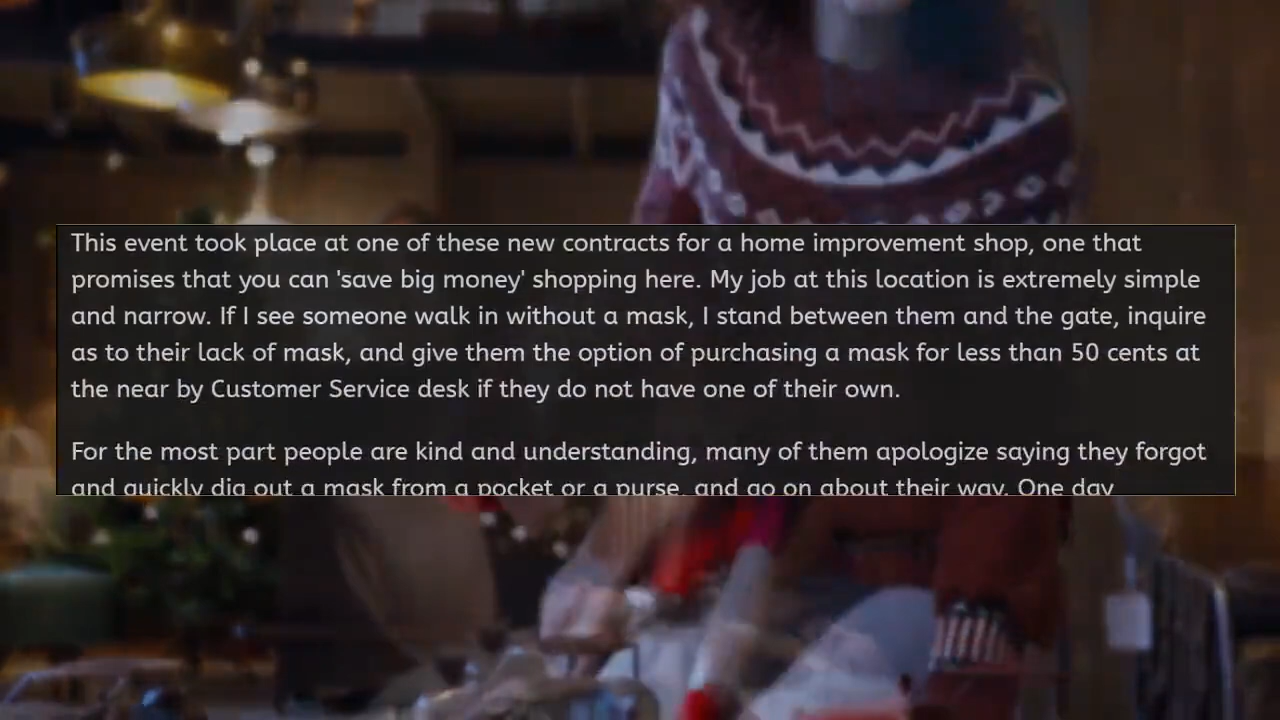 This event took place at one of these new contracts for a home improvement shop, one that
promises that you can 'save big money' shopping here. My job at this location is extremely simple
and narrow. If I see someone walk in without a mask, I stand between them and the gate, inquire
as to their lack of mask, and give them the option of purchasing a mask for less than 50 cents at
the near by Customer Service desk if they do not have one of their own.
For the most part people are kind and understanding, many of them apologize saying they forgot
and quickly dig out a mask from a pocket or a purse, and go on about their way. One day